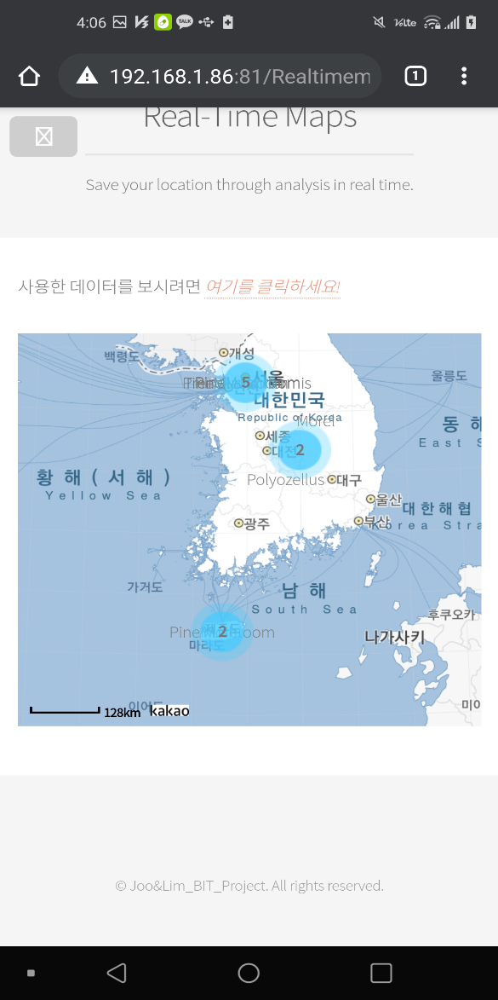 4:06
TALK
VoLTE
192.168.1.86:81/Realtimem
1
Real-Time Maps
Save your location through analysis in real time.
사용한 데이터를 보시려면 여기를 클릭하세요!
백령도
개성
울릉도
5
서울
대한민국
Republic of Korea
Morel
동 해
East S
세종
대전
2
황 해 ( 서 해 )
Yellow Sea
Polyozellus
대구
울산
대 한 해 협
부산
Korea Stra
광주
가거도
남 해
South Sea
후쿠오카
2
나가사키
마라도
이어도
미야
128km
kakao
© Joo&Lim_BIT_Project. All rights reserved.